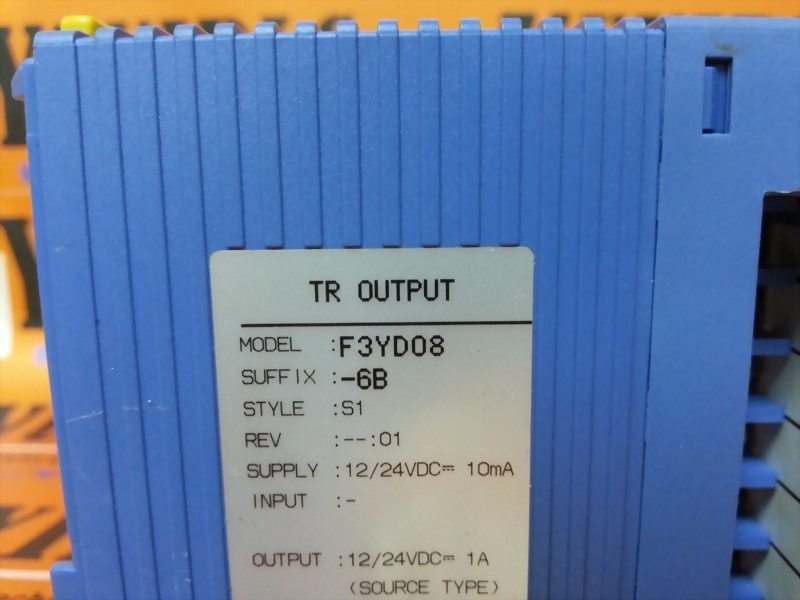 TR OUTPUT
MODEL :F3YD08
SUFFIX :-6B
STYLE :S1
REV :--:01
SUPPLY :12/24VDC⎓ 10mA
INPUT :-
OUTPUT :12/24VDC⎓ 1A
(SOURCE TYPE)